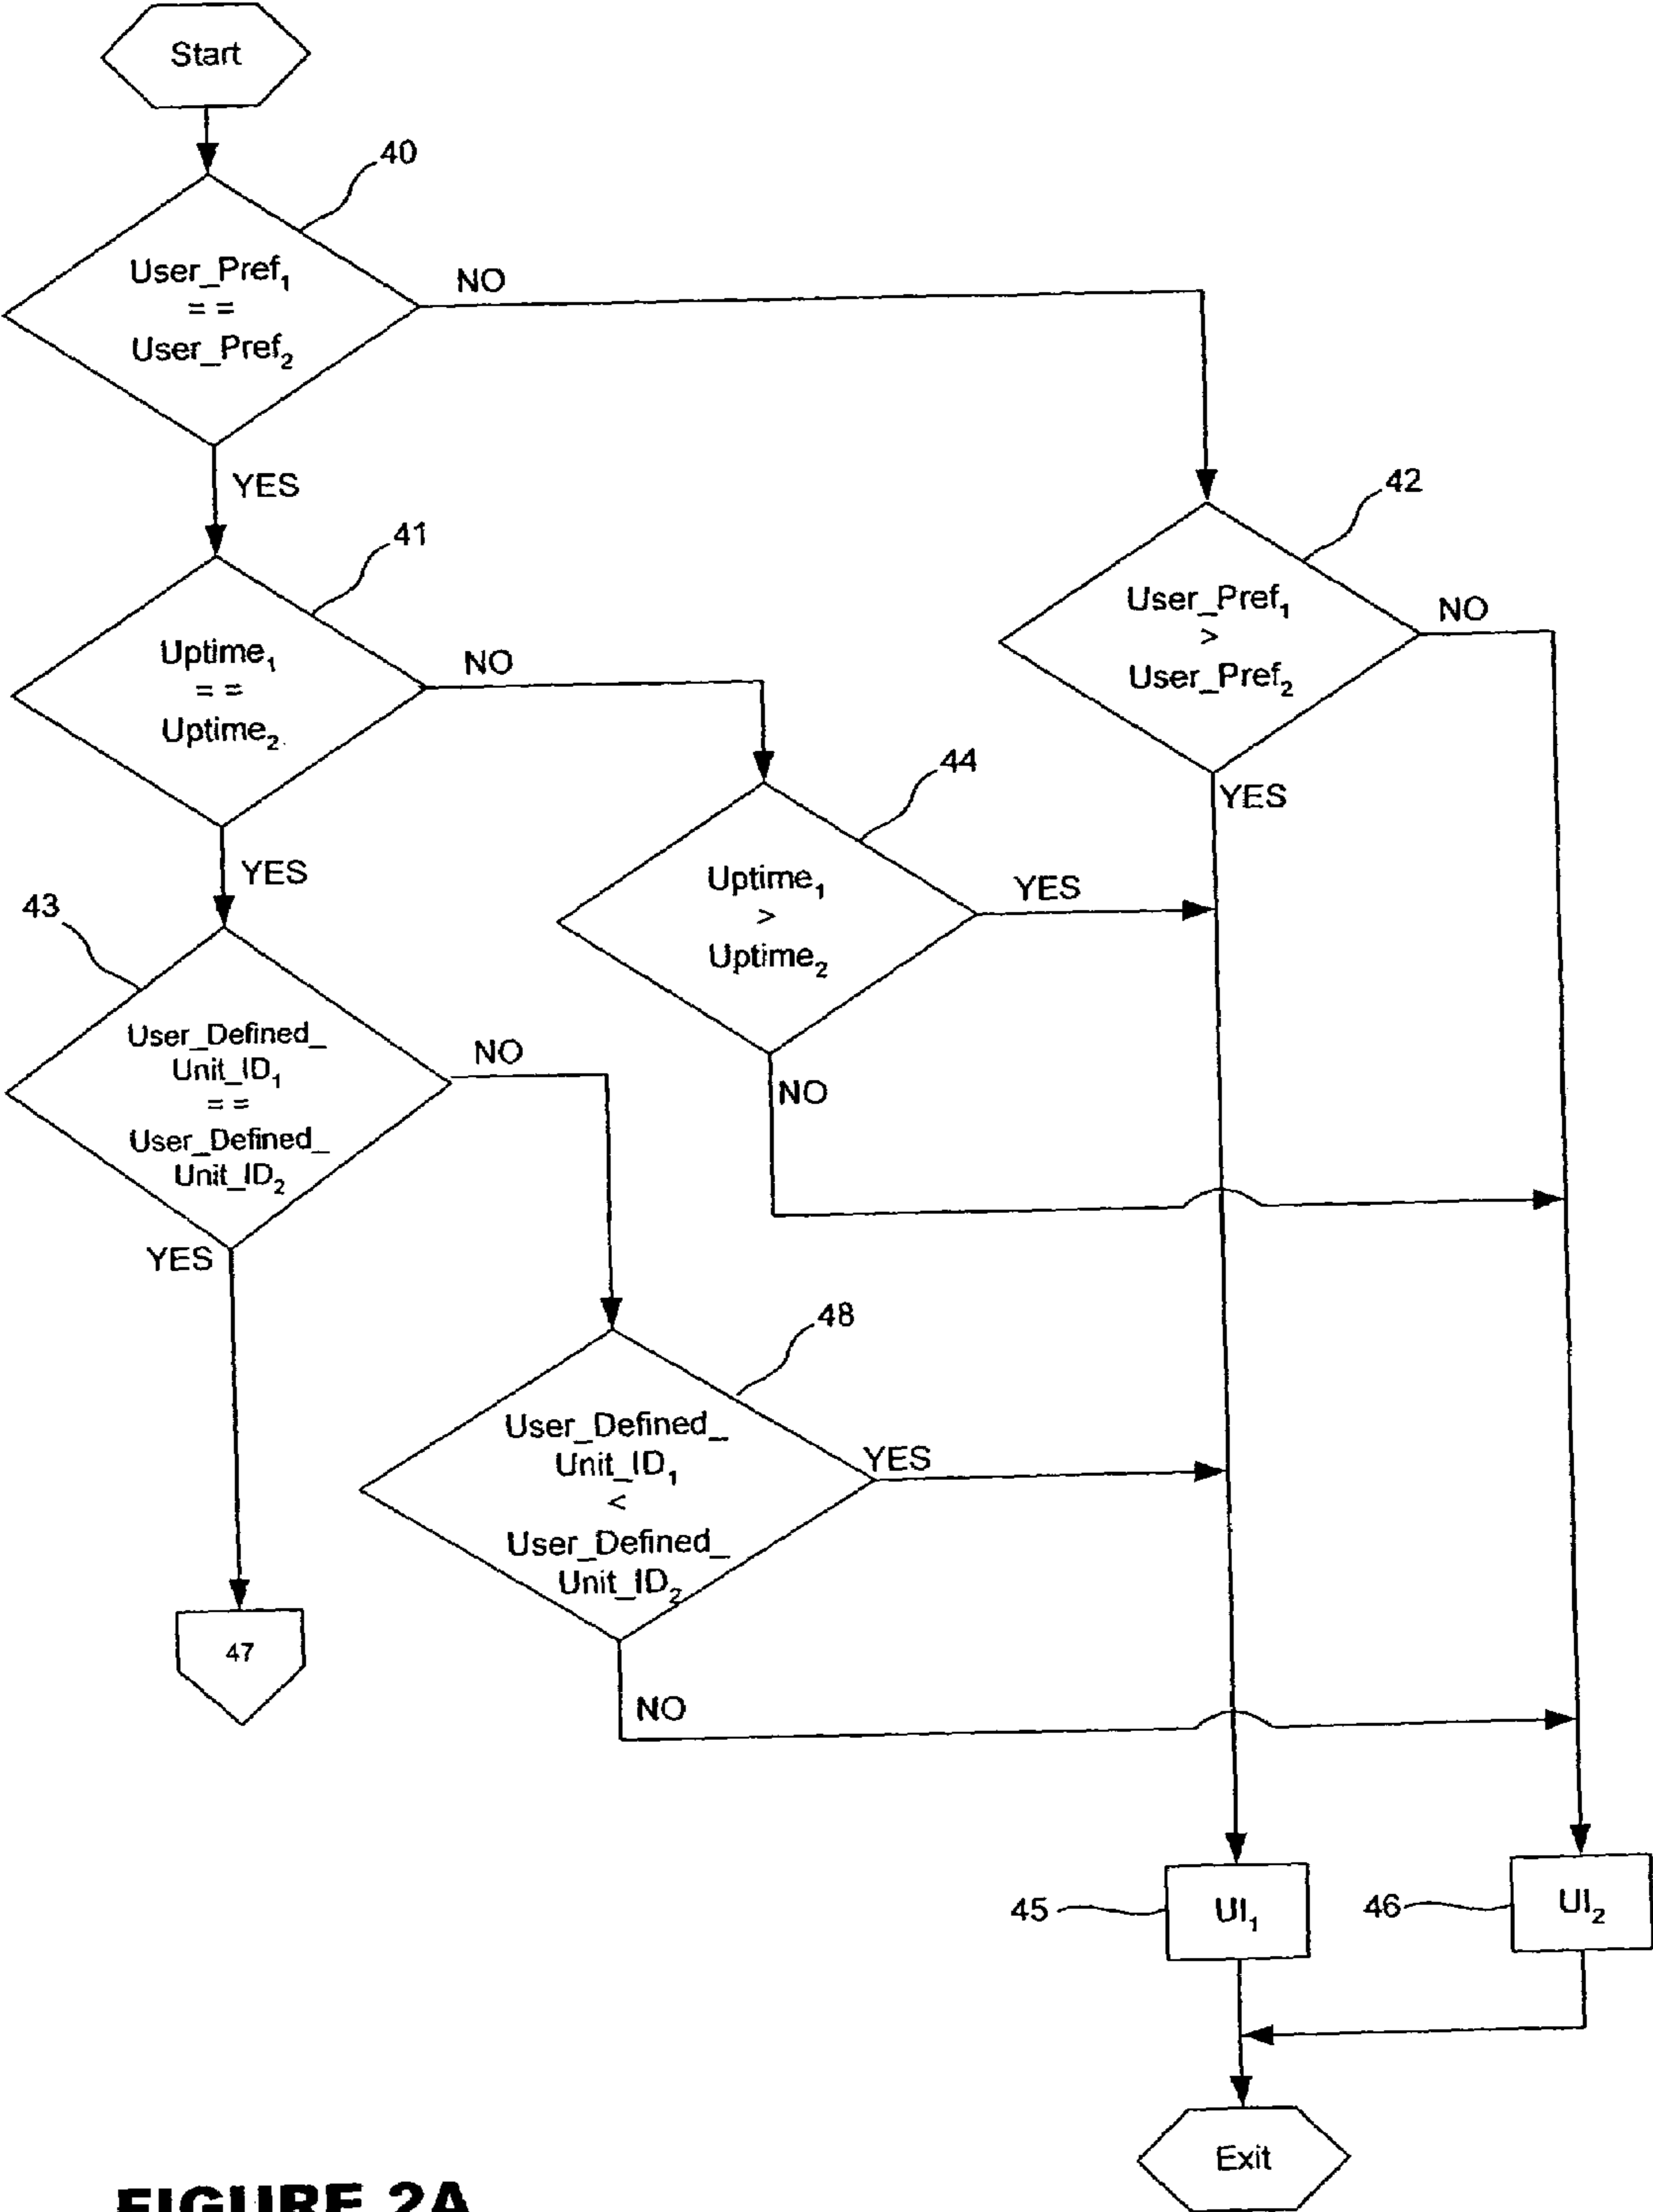 Start
40
User_Pref₁
==
User_Pref₂
NO
YES
42
User_Pref₁
>
User_Pref₂
NO
YES
41
Uptime₁
==
Uptime₂
NO
YES
44
Uptime₁
>
Uptime₂
YES
NO
43
User_Defined_
Unit_ID₁
==
User_Defined_
Unit_ID₂
NO
YES
48
User_Defined_
Unit_ID₁
<
User_Defined_
Unit_ID₂
YES
NO
47
45
UI₁
46
UI₂
Exit
FIGURE 2A